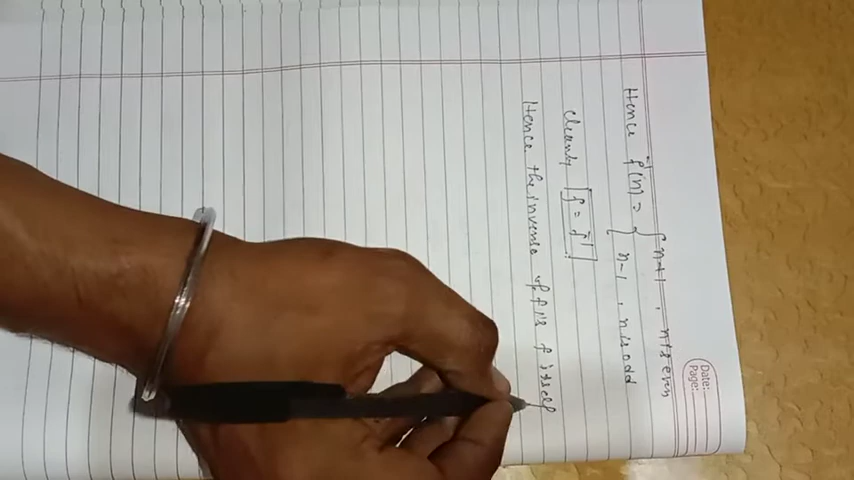 Date:
Page:
Hence f⁻¹(n) = { n+1 , n is even
n-1 , n is odd
Clearly f = f⁻¹
Hence the inverse of f is f itself